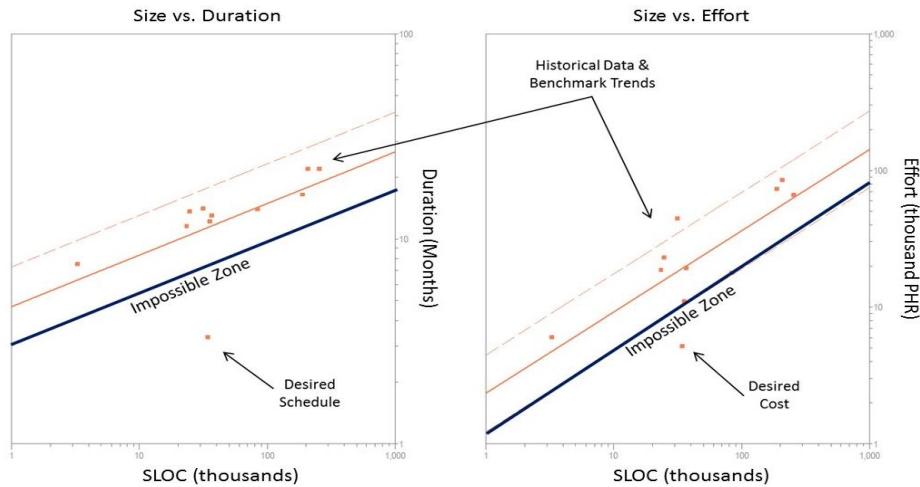 Size vs. Duration
Size vs. Effort
100
1,000
Historical Data &
Benchmark Trends
100
Duration (Months)
Effort (thousand PHR)
10
Impossible Zone
10
Impossible Zone
Desired
Schedule
Desired
Cost
1
1
1
10
100
1,000
1
10
100
1,000
SLOC (thousands)
SLOC (thousands)